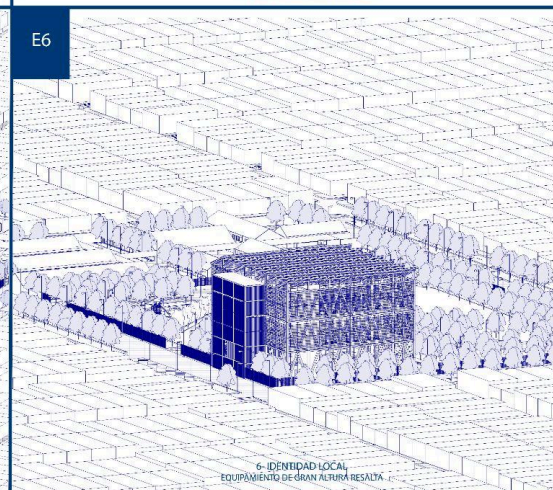 E6
6- IDENTIDAD LOCAL
EQUIPAMIENTO DE GRAN ALTURA RESALTA